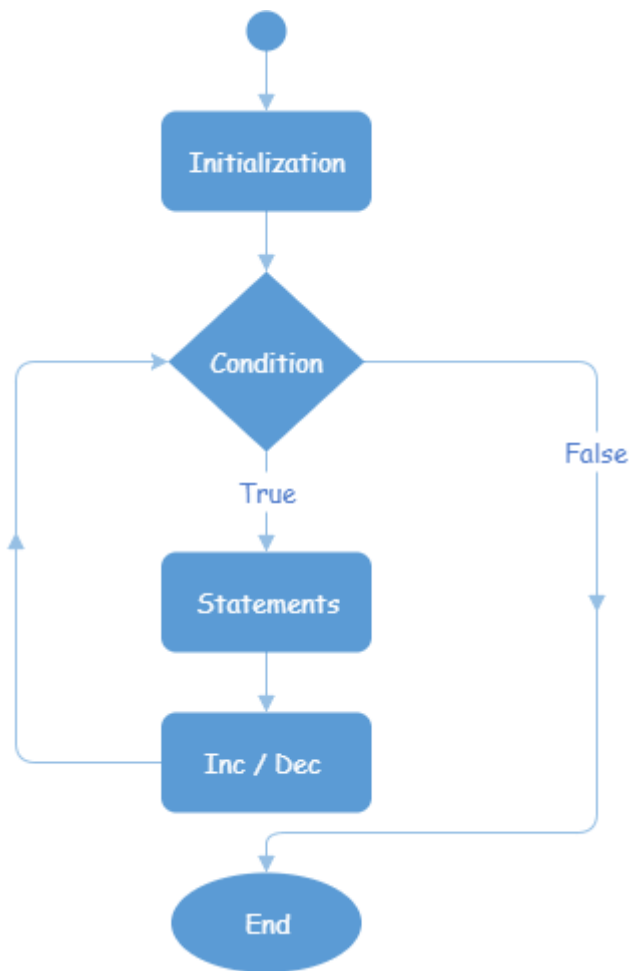 Initialization
Condition
False
True
Statements
Inc / Dec
End